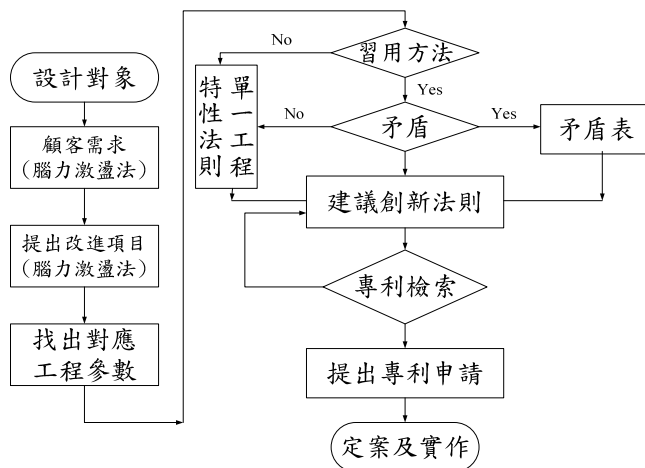 設計對象
顧客需求
(腦力激盪法)
提出改進項目
(腦力激盪法)
找出對應
工程參數
習用方法
No
Yes
單一工程
特性法則
No
矛盾
Yes
矛盾表
建議創新法則
專利檢索
提出專利申請
定案及實作